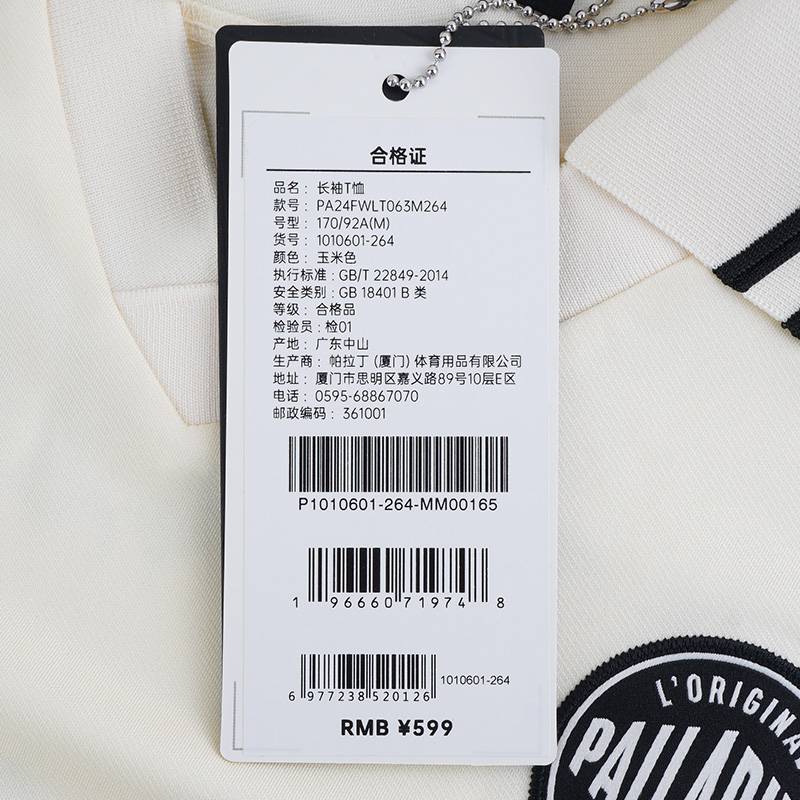 合格证
品名：长袖T恤
款号：PA24FWLT063M264
号型：170/92A(M)
货号：1010601-264
颜色：玉米色
执行标准：GB/T 22849-2014
安全类别：GB 18401 B 类
等级：合格品
检验员：检01
产地：广东中山
生产商：帕拉丁 (厦门) 体育用品有限公司
地址：厦门市思明区嘉义路89号10层E区
电话：0595-68867070
邮政编码：361001
P1010601-264-MM00165
1 96660 71974 8
6 977238 520126
1010601-264
RMB ¥599
L'ORIGINA
PALLADIU